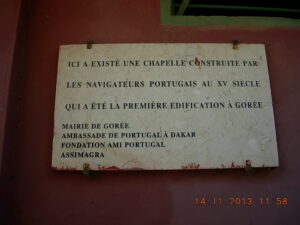 ICI A EXISTÉ UNE CHAPELLE CONSTRUITE PAR
LES NAVIGATEURS PORTUGAIS AU XV SIECLE
QUI A ÉTÉ LA PREMIÈRE EDIFICATION À GORÉE
MAIRIE DE GORÉE
AMBASSADE DE PORTUGAL À DAKAR
FONDATION AMI PORTUGAL
ASSIMAGRA
14 11 2013 11 58